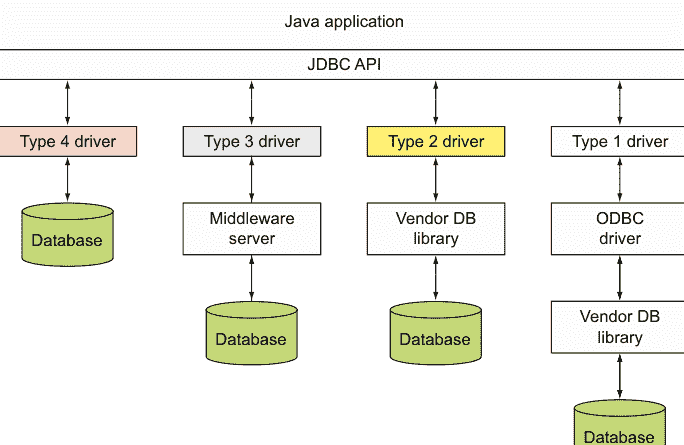 Java application
JDBC API
Type 4 driver
Type 3 driver
Type 2 driver
Type 1 driver
Middleware
server
Vendor DB
library
ODBC
driver
Database
Database
Database
Vendor DB
library
Database